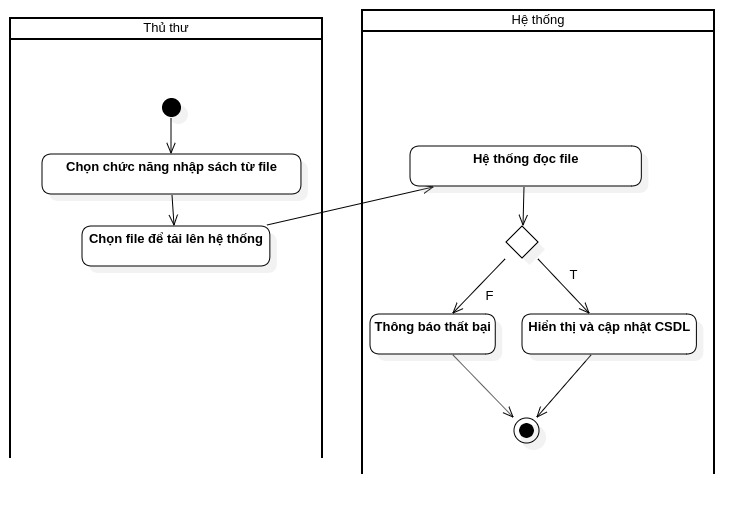 Thủ thư
Hệ thống
Chọn chức năng nhập sách từ file
Hệ thống đọc file
Chọn file để tải lên hệ thống
T
F
Thông báo thất bại
Hiển thị và cập nhật CSDL